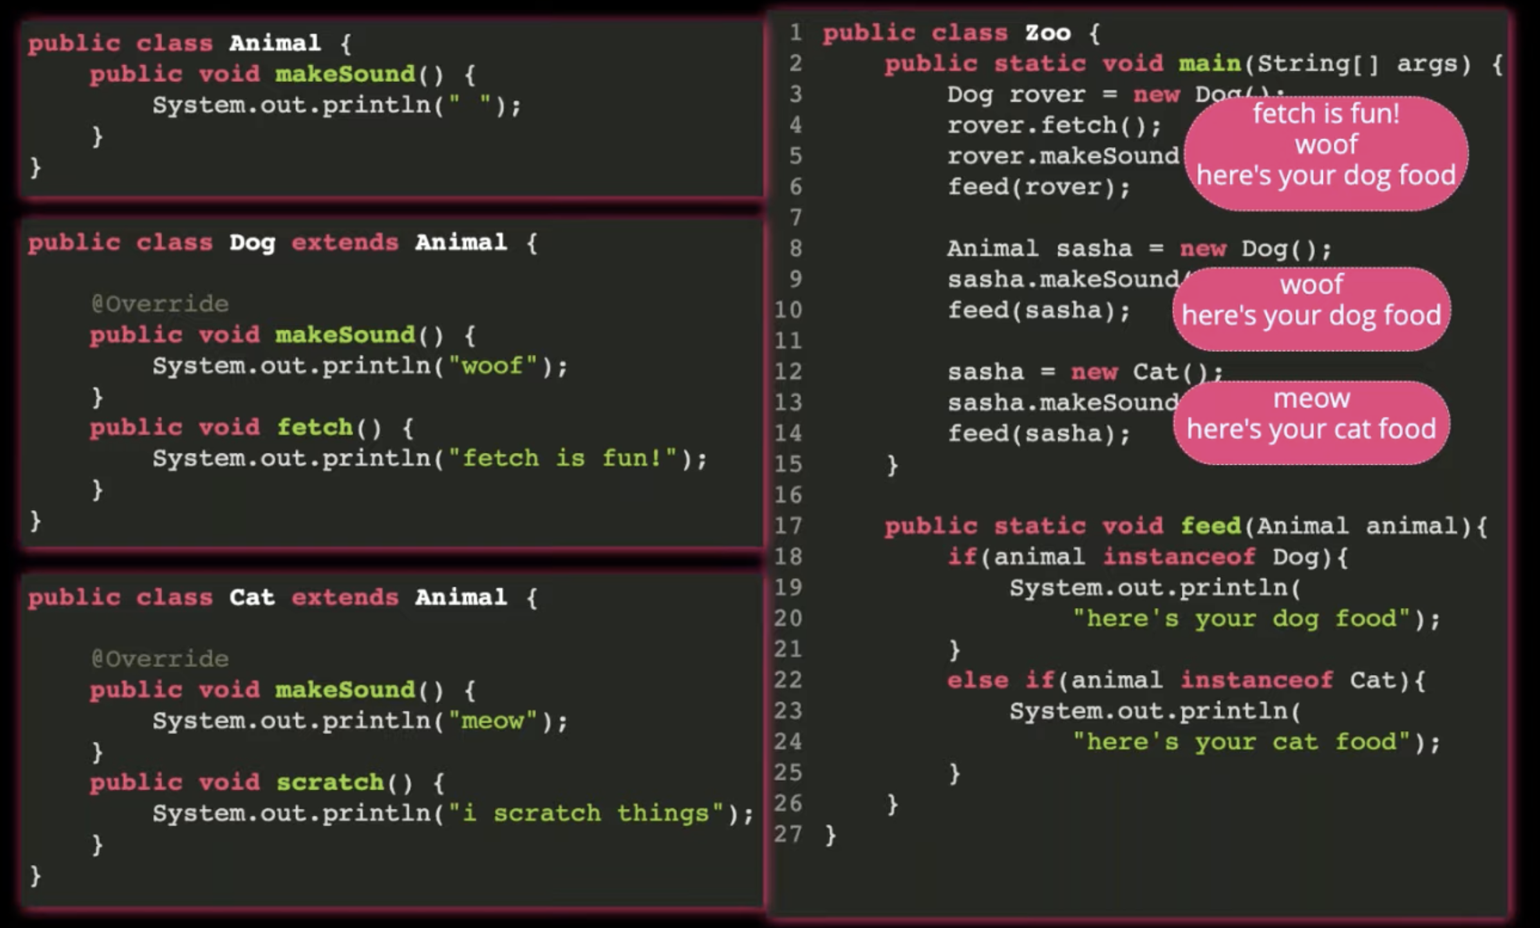 public class Animal {
    public void makeSound() {
        System.out.println(" ");
    }
}
public class Dog extends Animal {
    @Override
    public void makeSound() {
        System.out.println("woof");
    }
    public void fetch() {
        System.out.println("fetch is fun!");
    }
}
public class Cat extends Animal {
    @Override
    public void makeSound() {
        System.out.println("meow");
    }
    public void scratch() {
        System.out.println("i scratch things");
    }
}
1 public class Zoo {
2     public static void main(String[] args) {
3         Dog rover = new Dog();
4         rover.fetch();
5         rover.makeSound
6         feed(rover);
7
8         Animal sasha = new Dog();
9         sasha.makeSound(
10         feed(sasha);
11
12         sasha = new Cat();
13         sasha.makeSound
14         feed(sasha);
15     }
16
17     public static void feed(Animal animal){
18         if(animal instanceof Dog){
19             System.out.println(
20                 "here's your dog food");
21         }
22         else if(animal instanceof Cat){
23             System.out.println(
24                 "here's your cat food");
25         }
26     }
27 }
fetch is fun!
woof
here's your dog food
woof
here's your dog food
meow
here's your cat food